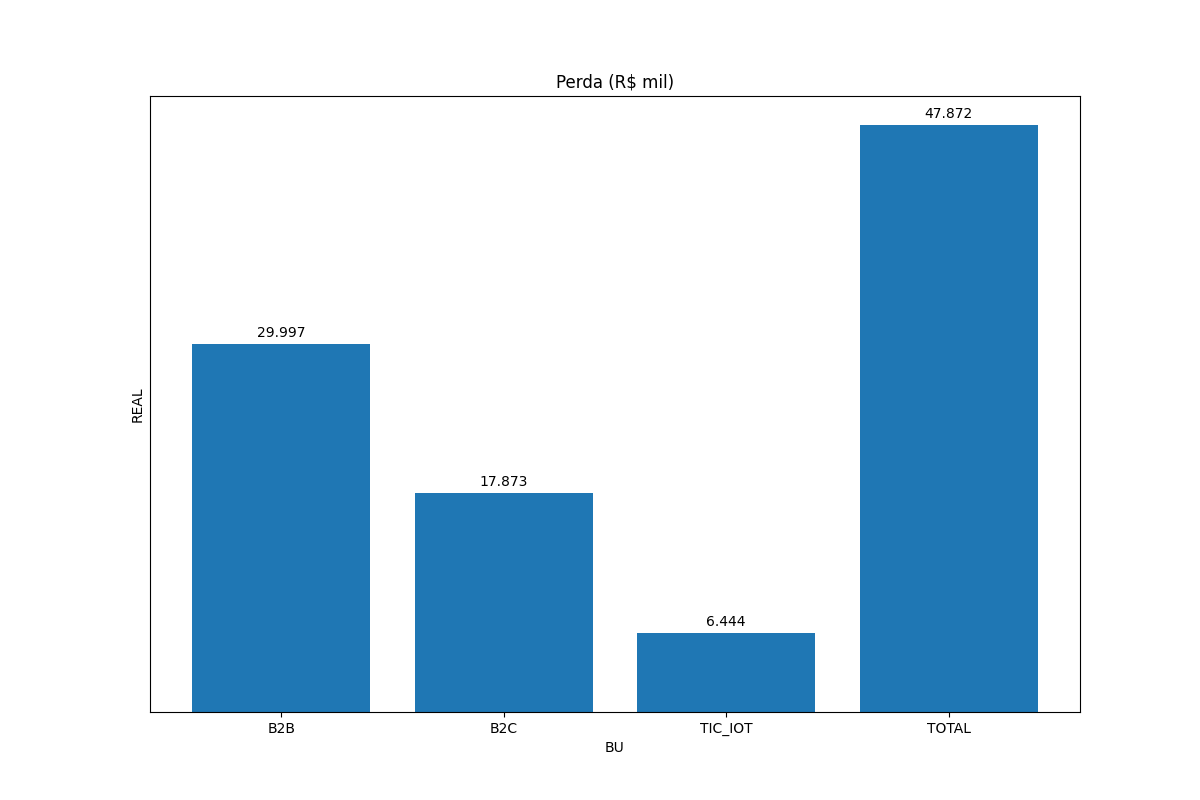 Perda (R$ mil)
47.872
29.997
17.873
6.444
REAL
B2B
B2C
TIC_IOT
TOTAL
BU